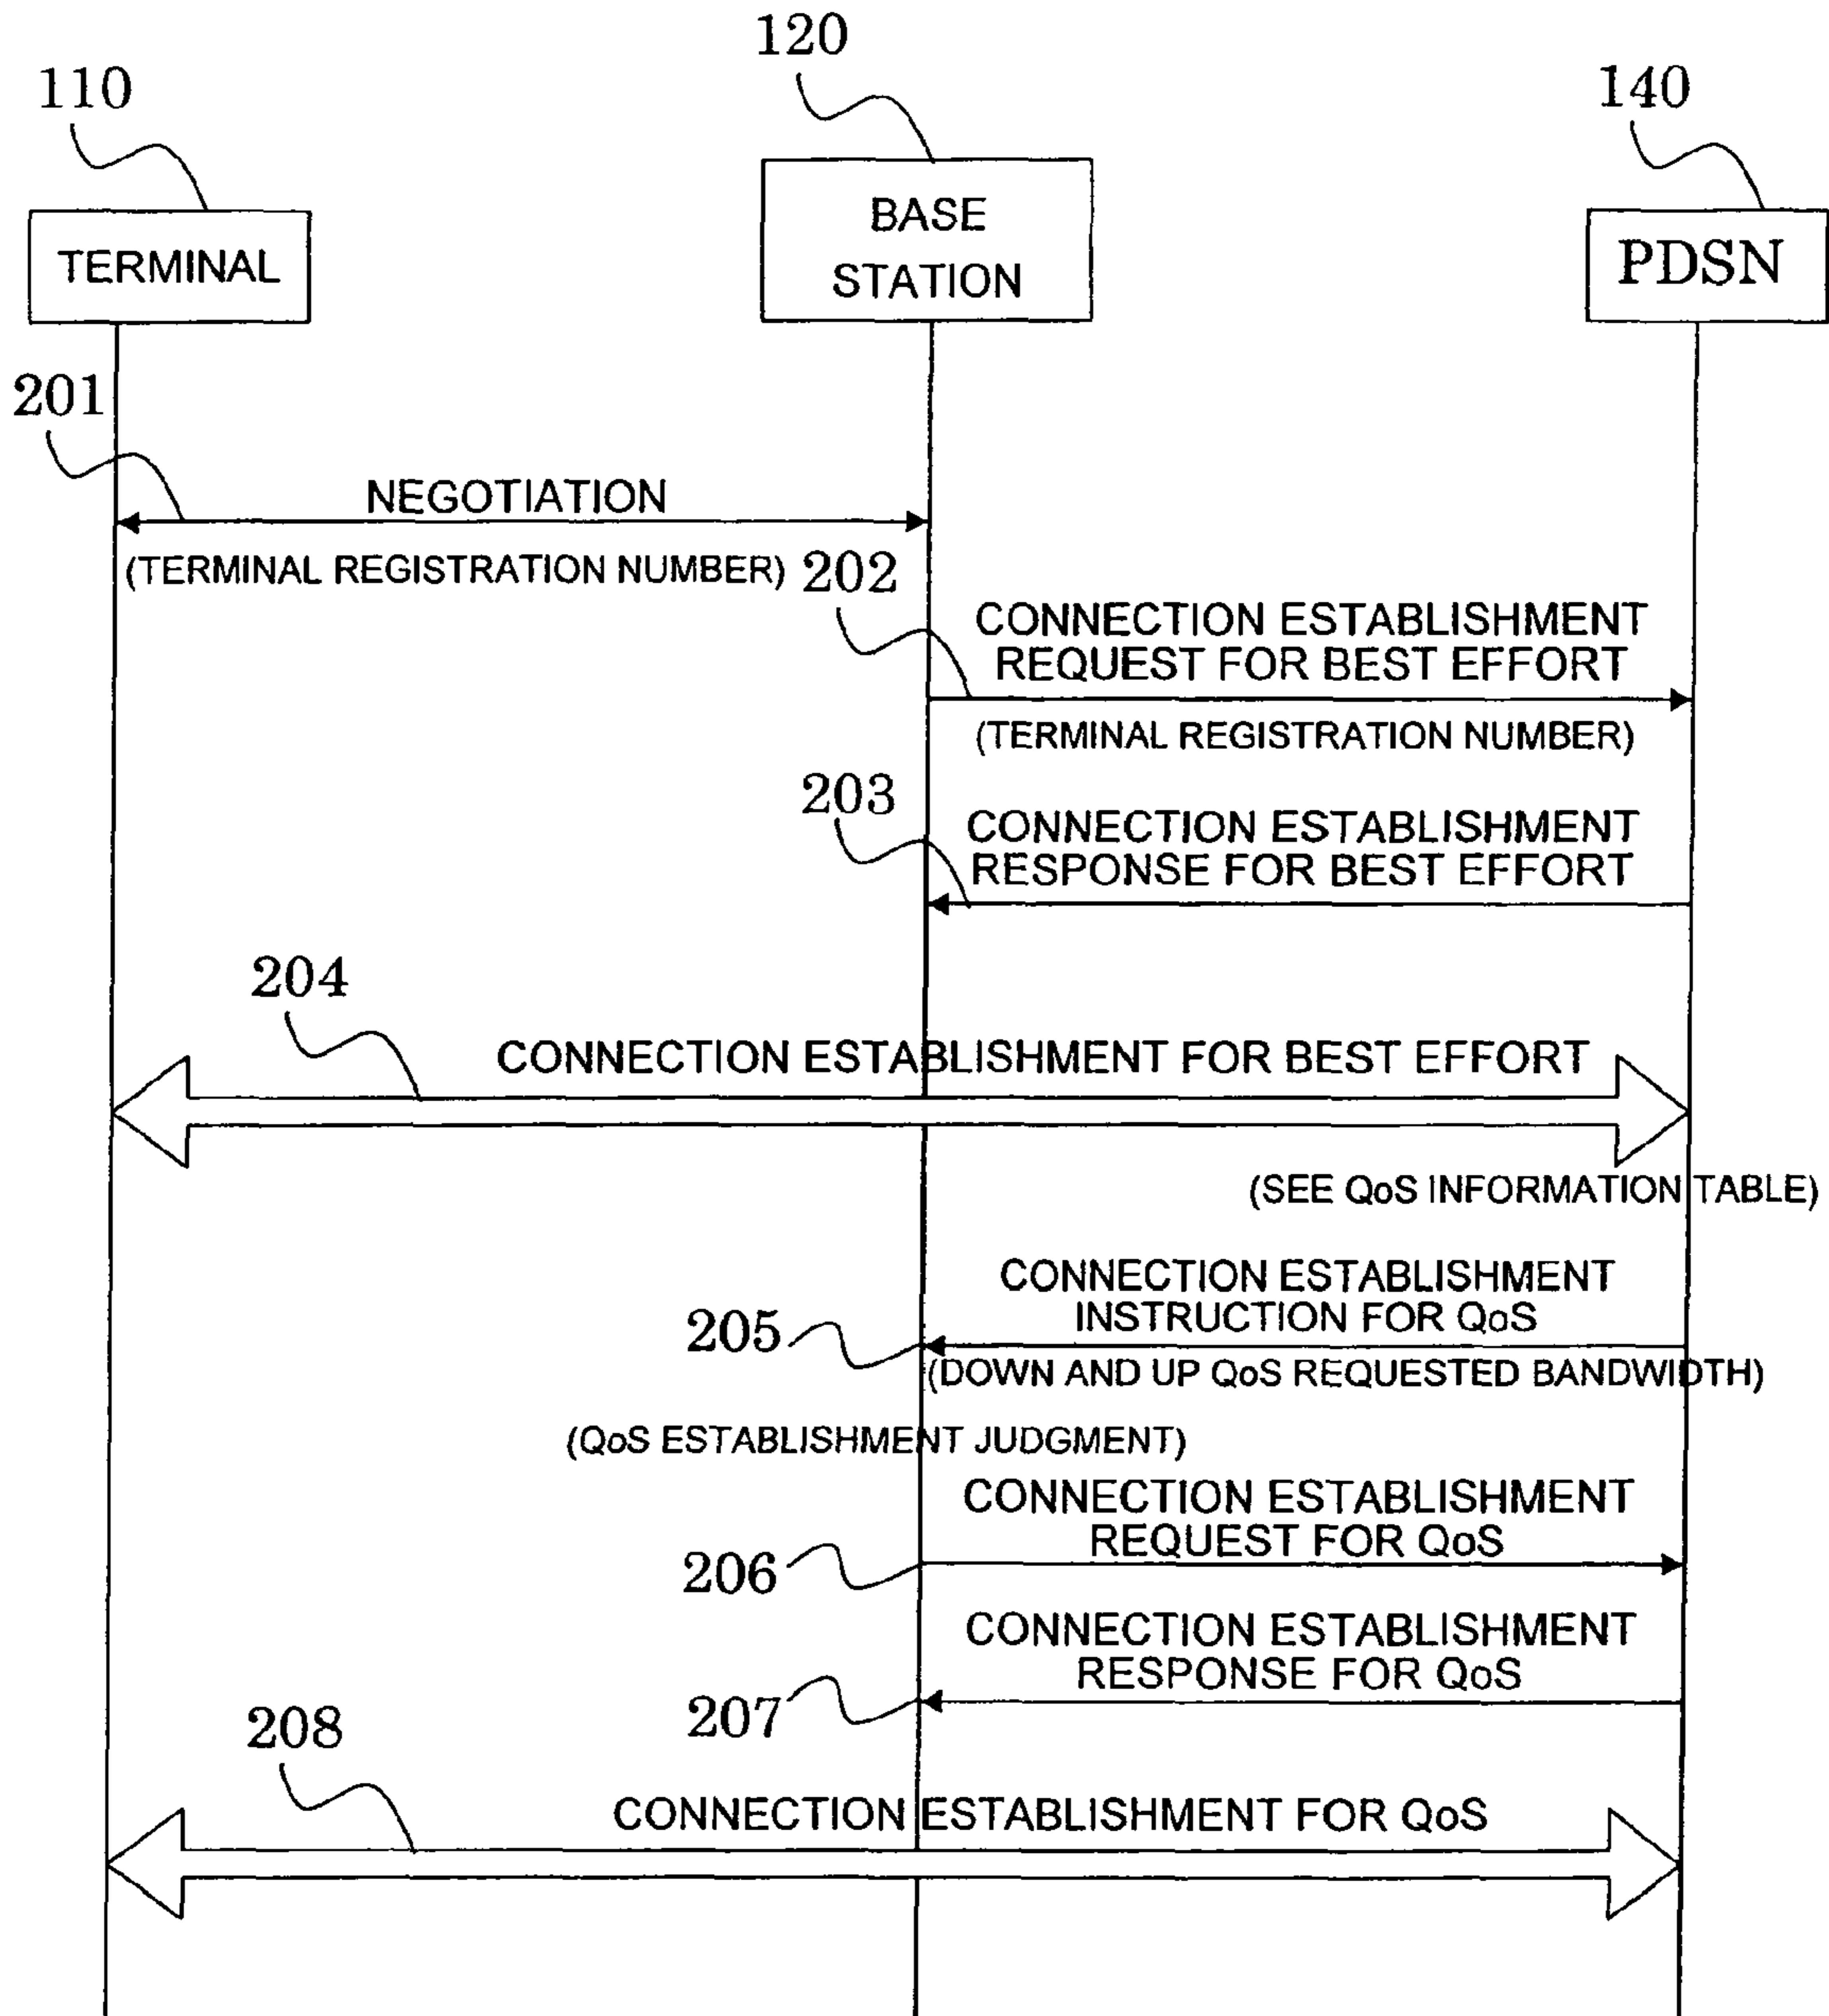 120
110
140
TERMINAL
BASE
STATION
PDSN
201
NEGOTIATION
(TERMINAL REGISTRATION NUMBER)
202
CONNECTION ESTABLISHMENT
REQUEST FOR BEST EFFORT
(TERMINAL REGISTRATION NUMBER)
203
CONNECTION ESTABLISHMENT
RESPONSE FOR BEST EFFORT
204
CONNECTION ESTABLISHMENT FOR BEST EFFORT
(SEE QoS INFORMATION TABLE)
CONNECTION ESTABLISHMENT
INSTRUCTION FOR QoS
205
(DOWN AND UP QoS REQUESTED BANDWIDTH)
(QoS ESTABLISHMENT JUDGMENT)
CONNECTION ESTABLISHMENT
REQUEST FOR QoS
206
CONNECTION ESTABLISHMENT
RESPONSE FOR QoS
207
208
CONNECTION ESTABLISHMENT FOR QoS